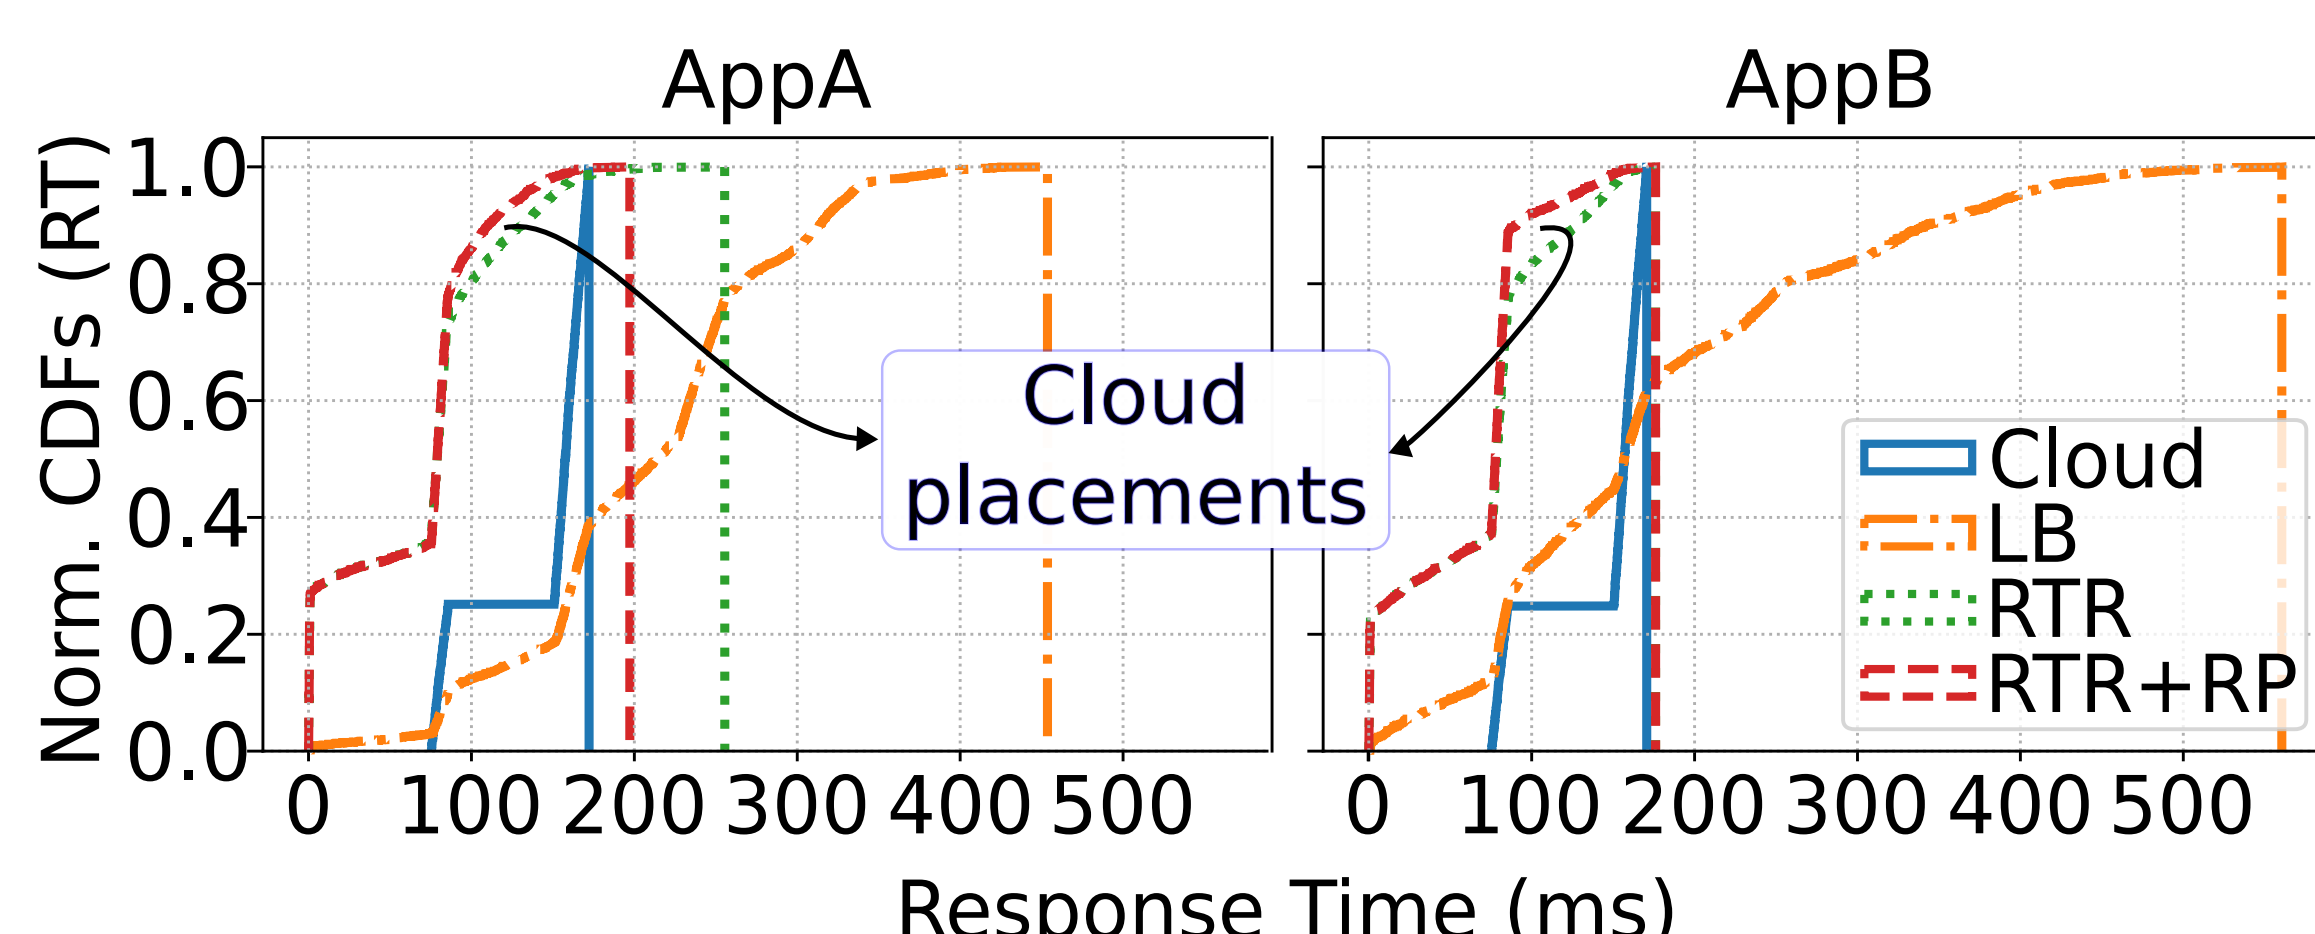 AppA
AppB
Norm. CDFs (RT)
1.0
0.8
0.6
0.4
0.2
0.0
0 100 200 300 400 500
0 100 200 300 400 500
Cloud
placements
Cloud
LB
RTR
RTR+RP
Response Time (ms)